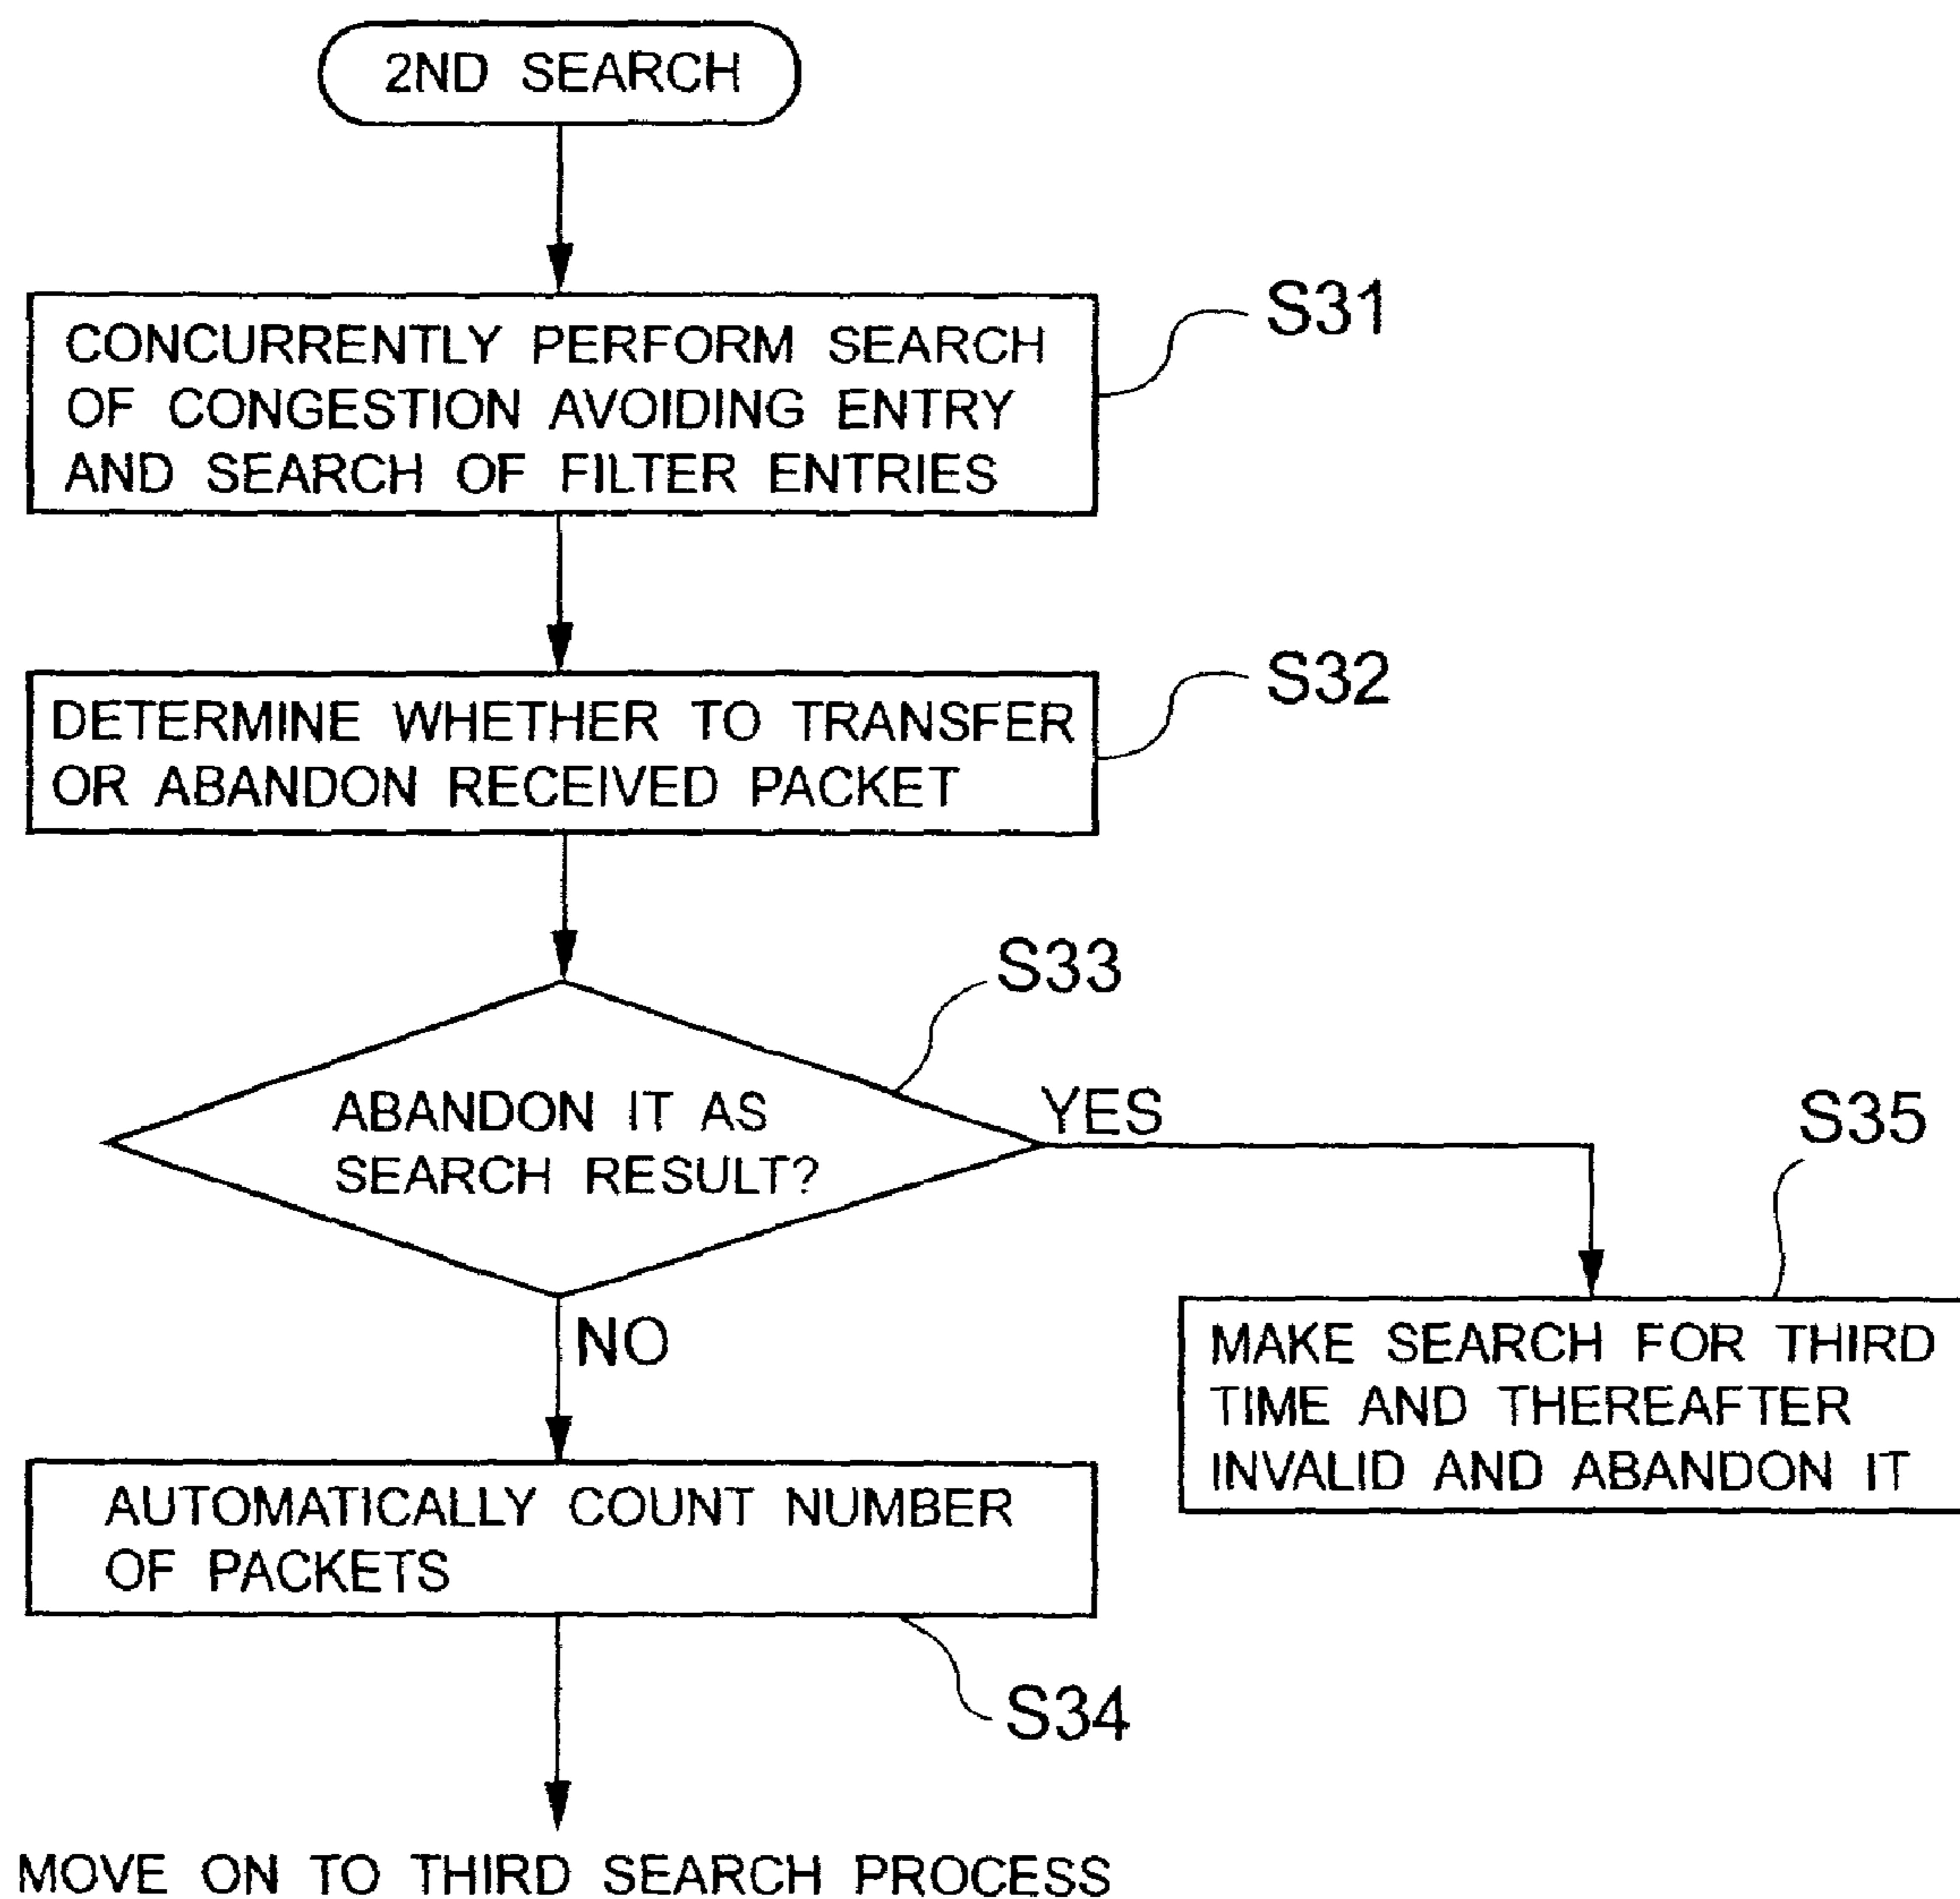 2ND SEARCH
S31
CONCURRENTLY PERFORM SEARCH
OF CONGESTION AVOIDING ENTRY
AND SEARCH OF FILTER ENTRIES
S32
DETERMINE WHETHER TO TRANSFER
OR ABANDON RECEIVED PACKET
S33
ABANDON IT AS
SEARCH RESULT?
YES
S35
NO
MAKE SEARCH FOR THIRD
TIME AND THEREAFTER
INVALID AND ABANDON IT
AUTOMATICALLY COUNT NUMBER
OF PACKETS
S34
MOVE ON TO THIRD SEARCH PROCESS